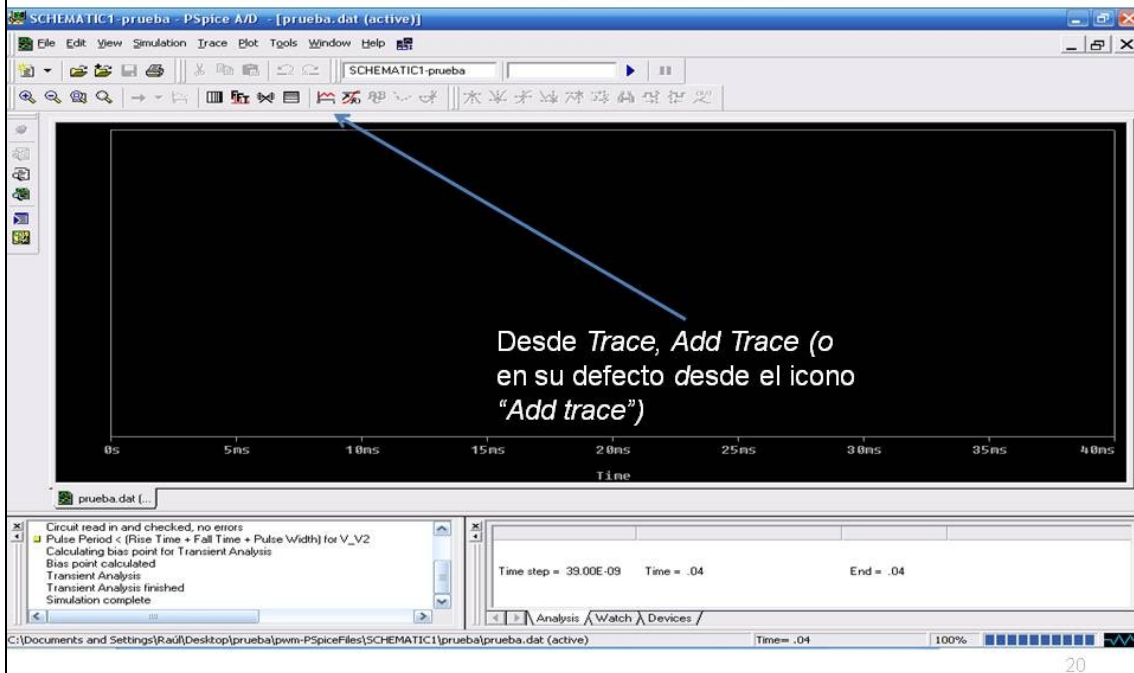 SCHEMATIC1-prueba - PSpice A/D - [prueba.dat (active)]
File Edit View Simulation Trace Plot Tools Window Help
SCHEMATIC1-prueba
Desde Trace, Add Trace (o
en su defecto desde el icono
“Add trace”)
0s 5ms 10ms 15ms 20ms 25ms 30ms 35ms 40ms
Time
prueba.dat (...
Circuit read in and checked, no errors
Pulse Period < (Rise Time + Fall Time + Pulse Width) for V_V2
Calculating bias point for Transient Analysis
Bias point calculated
Transient Analysis
Transient Analysis finished
Simulation complete
Time step = 39.00E-09 Time = .04 End = .04
Analysis Watch Devices
C:\Documents and Settings\Raúl\Desktop\prueba\pwm-PSpiceFiles\SCHEMATIC1\prueba\prueba.dat (active) Time= .04 100%
20